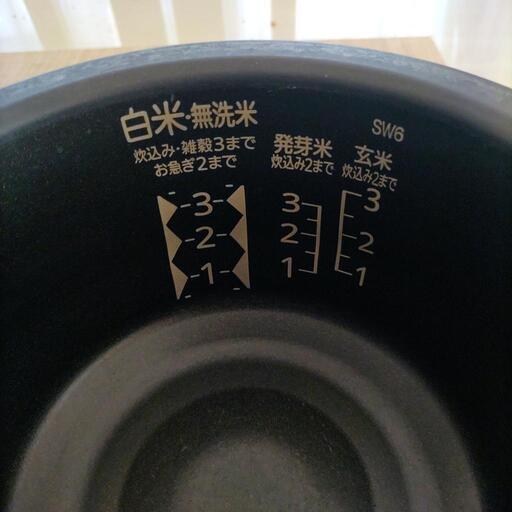 白米・無洗米
炊込み・雑穀3まで
お急ぎ2まで
-3-
-2-
-1-
発芽米
炊込み2まで
3
2
1
SW6
玄米
炊込み2まで
3
2
1